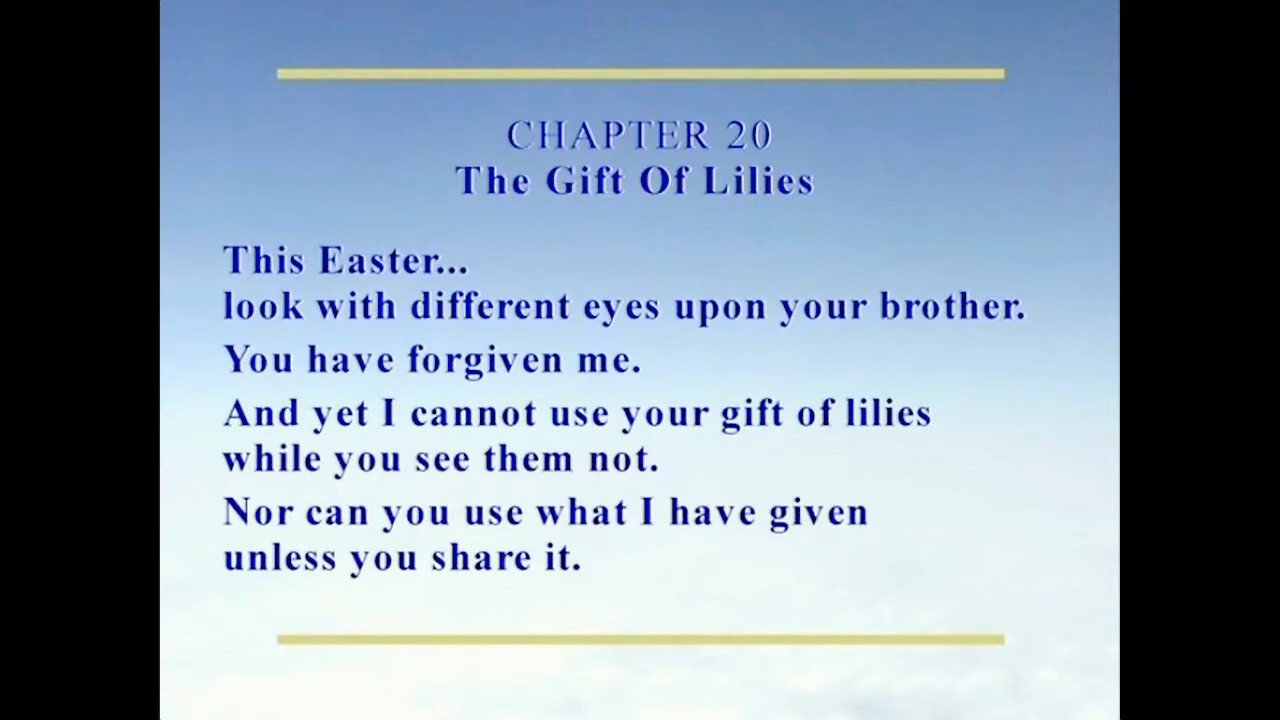 CHAPTER 20
The Gift Of Lilies
This Easter...
look with different eyes upon your brother.
You have forgiven me.
And yet I cannot use your gift of lilies
while you see them not.
Nor can you use what I have given
unless you share it.